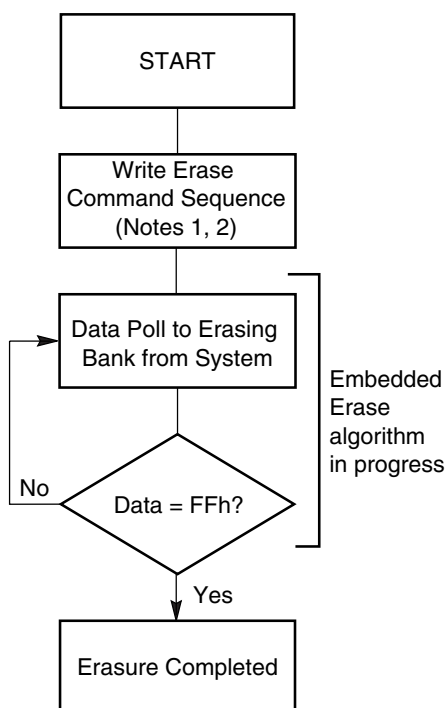 START
Write Erase
Command Sequence
(Notes 1, 2)
Data Poll to Erasing
Bank from System
Embedded
Erase
algorithm
in progress
No
Data = FFh?
Yes
Erasure Completed